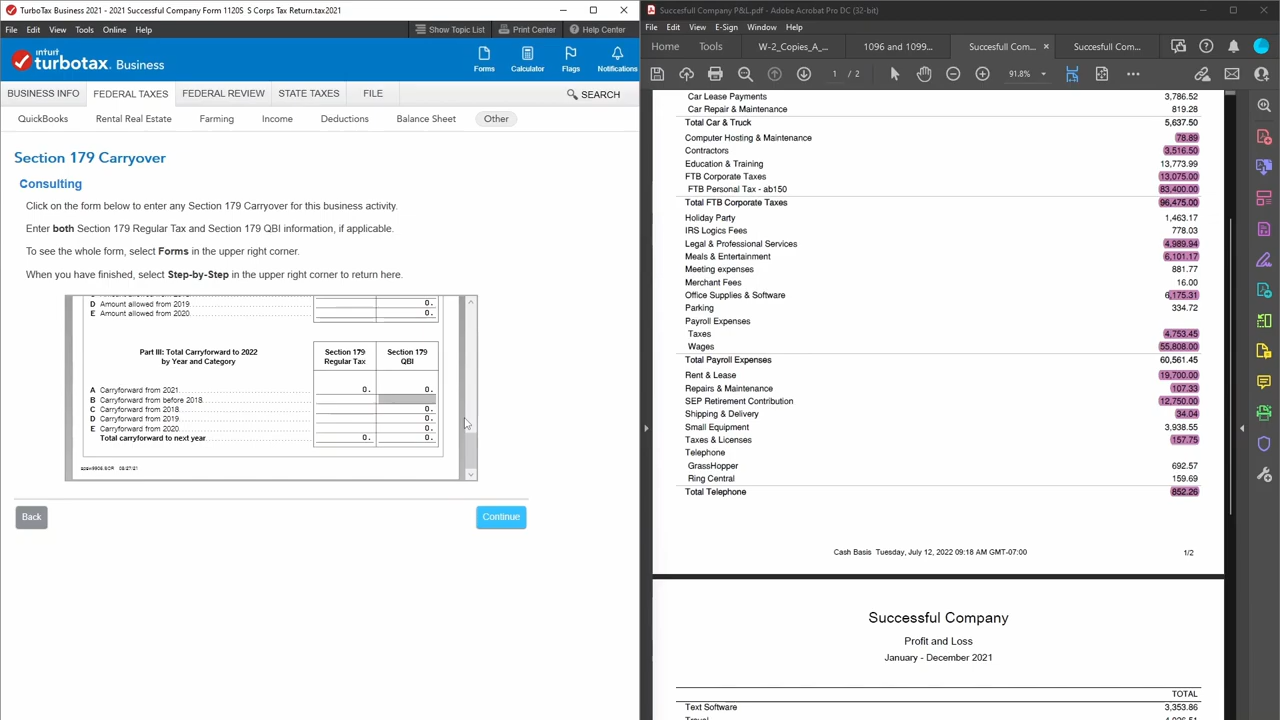 TurboTax Business 2021 - 2021 Successful Company Form 1120S S Corps Tax Return.tax2021
File Edit View Tools Online Help
Show Topic List Print Center Help Center
intuit
turbotax. Business
Forms Calculator Flags Notifications
BUSINESS INFO FEDERAL TAXES FEDERAL REVIEW STATE TAXES FILE SEARCH
QuickBooks Rental Real Estate Farming Income Deductions Balance Sheet Other
Section 179 Carryover
Consulting
Click on the form below to enter any Section 179 Carryover for this business activity.
Enter both Section 179 Regular Tax and Section 179 QBI information, if applicable.
To see the whole form, select Forms in the upper right corner.
When you have finished, select Step-by-Step in the upper right corner to return here.
D Amount allowed from 2019 0.
E Amount allowed from 2020 0.
Part III: Total Carryforward to 2022
by Year and Category
Section 179
Regular Tax
Section 179
QBI
A Carryforward from 2021 0. 0.
B Carryforward from before 2018
C Carryforward from 2018 0.
D Carryforward from 2019 0.
E Carryforward from 2020 0.
Total carryforward to next year 0. 0.
Back Continue
Succesfull Company P&L.pdf - Adobe Acrobat Pro DC (32-bit)
File Edit View E-Sign Window Help
Home Tools W-2_Copies_A_... 1096 and 1099... Succesfull Com... × Succesfull Com...
1 / 2 91.8%
Car Lease Payments 3,786.52
Car Repair & Maintenance 819.28
Total Car & Truck 5,637.50
Computer Hosting & Maintenance 78.89
Contractors 3,516.50
Education & Training 13,773.99
FTB Corporate Taxes 13,075.00
FTB Personal Tax - ab150 83,400.00
Total FTB Corporate Taxes 96,475.00
Holiday Party 1,463.17
IRS Logics Fees 778.03
Legal & Professional Services 4,989.94
Meals & Entertainment 6,101.17
Meeting expenses 881.77
Merchant Fees 16.00
Office Supplies & Software 6,175.31
Parking 334.72
Payroll Expenses
Taxes 4,753.45
Wages 55,808.00
Total Payroll Expenses 60,561.45
Rent & Lease 19,700.00
Repairs & Maintenance 107.33
SEP Retirement Contribution 12,750.00
Shipping & Delivery 34.04
Small Equipment 3,938.55
Taxes & Licenses 157.75
Telephone
GrassHopper 692.57
Ring Central 159.69
Total Telephone 852.26
Cash Basis Tuesday, July 12, 2022 09:18 AM GMT-07:00 1/2
Successful Company
Profit and Loss
January - December 2021
TOTAL
Text Software 3,353.86